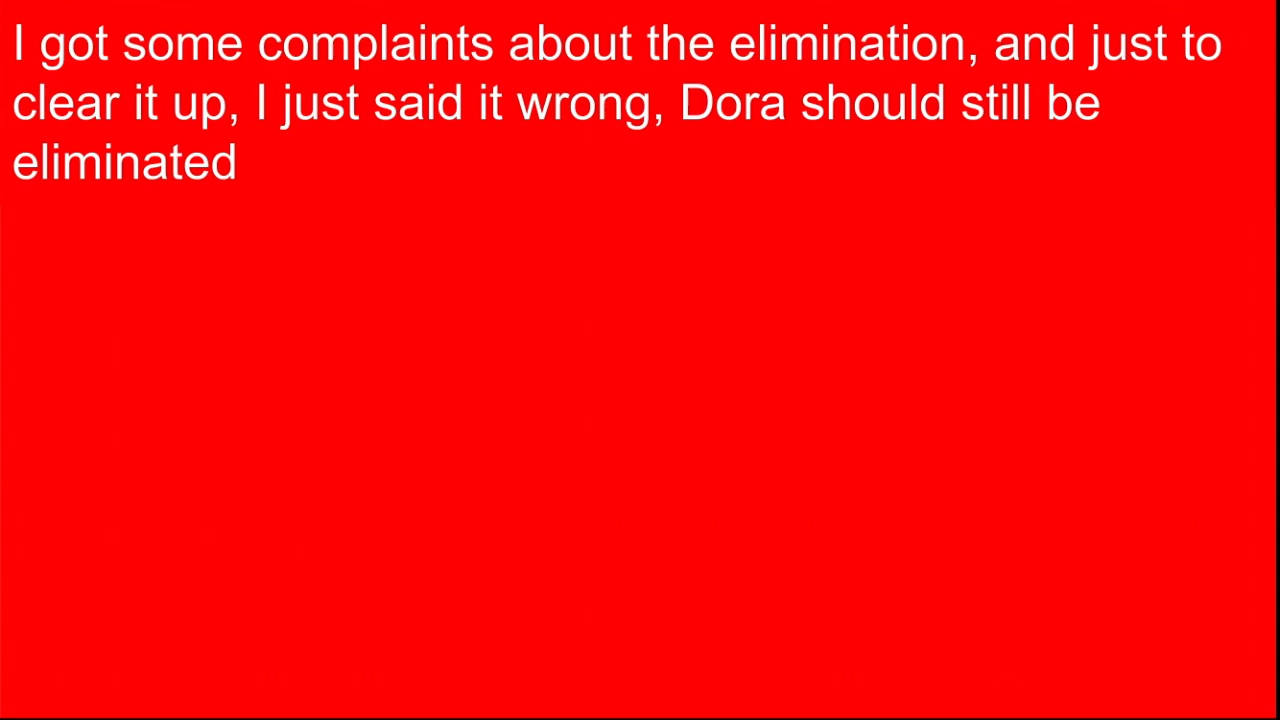 I got some complaints about the elimination, and just to
clear it up, I just said it wrong, Dora should still be
eliminated